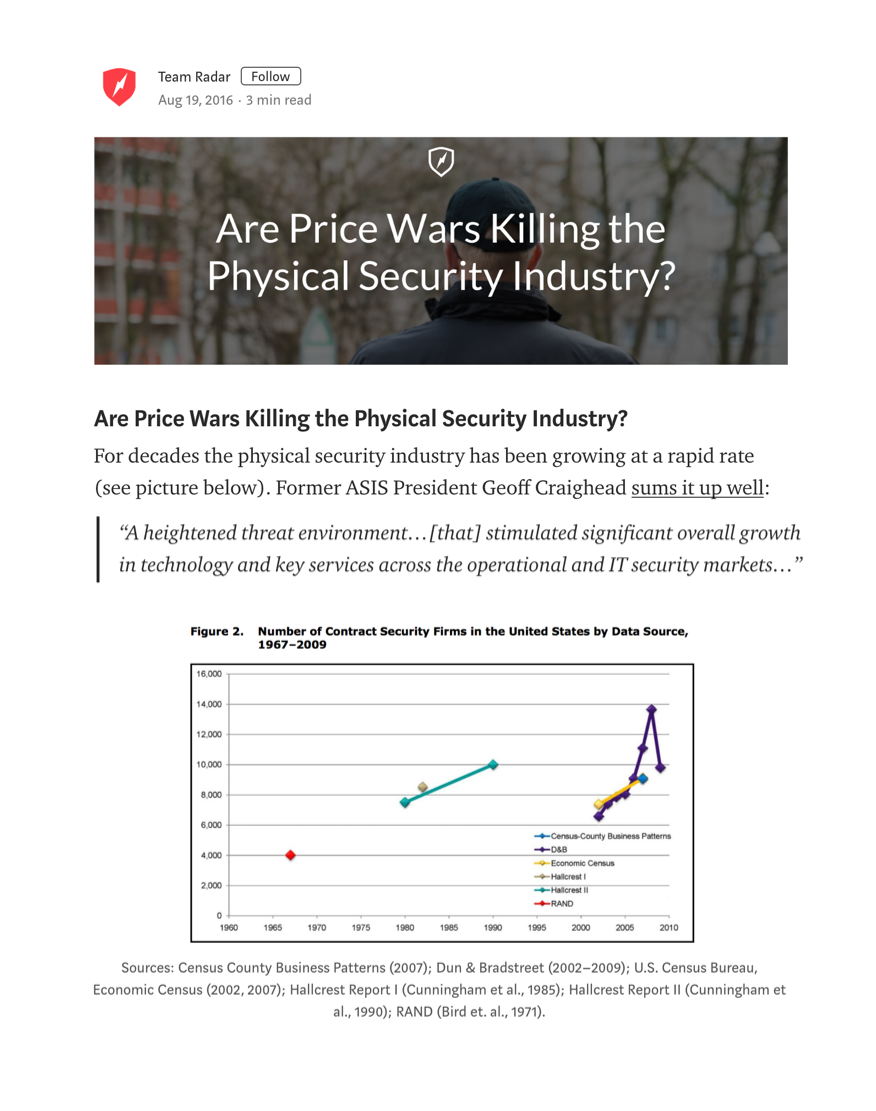 Team Radar Follow
Aug 19, 2016 · 3 min read
Are Price Wars Killing the
Physical Security Industry?
Are Price Wars Killing the Physical Security Industry?
For decades the physical security industry has been growing at a rapid rate
(see picture below). Former ASIS President Geoff Craighead sums it up well:
“A heightened threat environment…[that] stimulated significant overall growth
in technology and key services across the operational and IT security markets…”
Figure 2. Number of Contract Security Firms in the United States by Data Source,
1967–2009
16,000
14,000
12,000
10,000
8,000
6,000
4,000
2,000
0
Census-County Business Patterns
D&B
Economic Census
Hallcrest I
Hallcrest II
RAND
1960 1965 1970 1975 1980 1985 1990 1995 2000 2005 2010
Sources: Census County Business Patterns (2007); Dun & Bradstreet (2002–2009); U.S. Census Bureau,
Economic Census (2002, 2007); Hallcrest Report I (Cunningham et al., 1985); Hallcrest Report II (Cunningham et
al., 1990); RAND (Bird et. al., 1971).